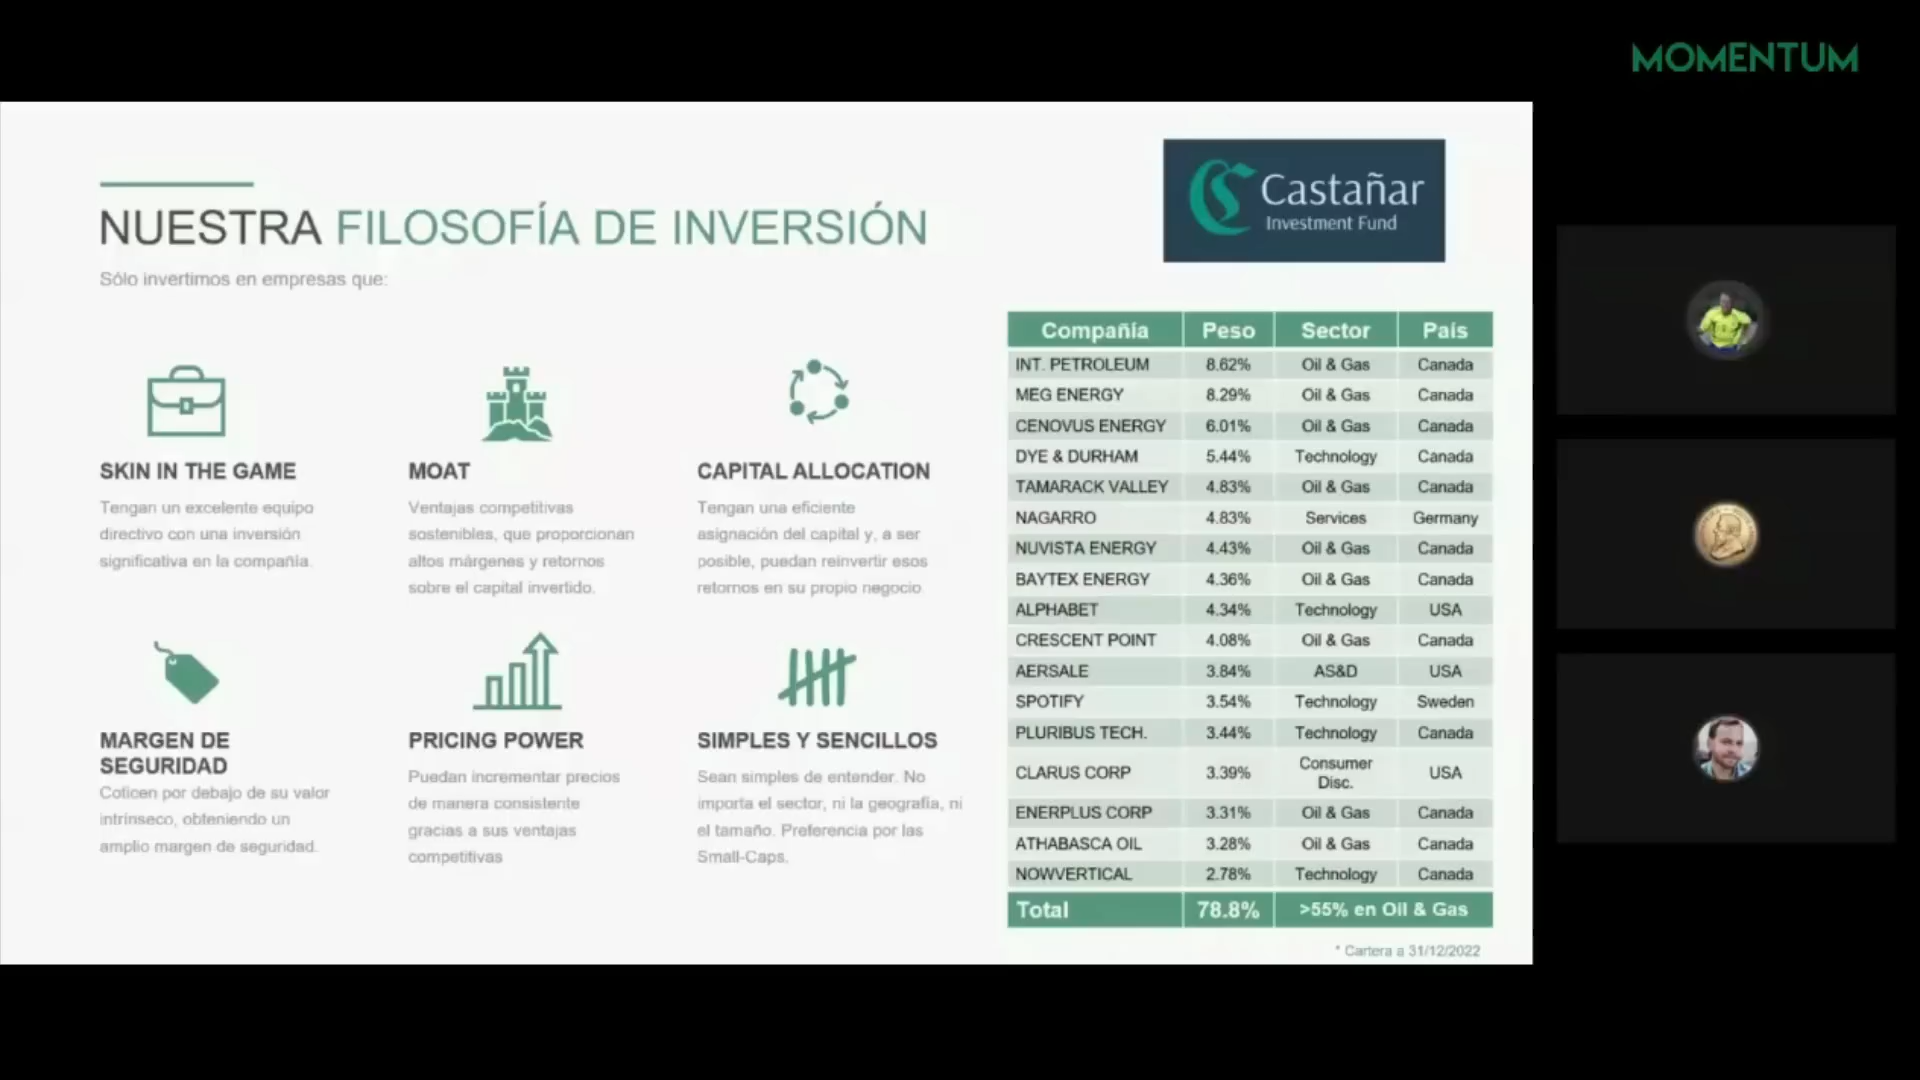 MOMENTUM
Castañar
Investment Fund
NUESTRA FILOSOFÍA DE INVERSIÓN
Sólo invertimos en empresas que:
SKIN IN THE GAME
Tengan un excelente equipo
directivo con una inversión
significativa en la compañía.
MOAT
Ventajas competitivas
sostenibles, que proporcionan
altos márgenes y retornos
sobre el capital invertido.
CAPITAL ALLOCATION
Tengan una eficiente
asignación del capital y, a ser
posible, puedan reinvertir esos
retornos en su propio negocio
MARGEN DE
SEGURIDAD
Coticen por debajo de su valor
intrínseco, obteniendo un
amplio margen de seguridad.
PRICING POWER
Puedan incrementar precios
de manera consistente
gracias a sus ventajas
competitivas
SIMPLES Y SENCILLOS
Sean simples de entender. No
importa el sector, ni la geografía, ni
el tamaño. Preferencia por las
Small-Caps.
Compañía Peso Sector País
INT. PETROLEUM 8.62% Oil & Gas Canada
MEG ENERGY 8.29% Oil & Gas Canada
CENOVUS ENERGY 6.01% Oil & Gas Canada
DYE & DURHAM 5.44% Technology Canada
TAMARACK VALLEY 4.83% Oil & Gas Canada
NAGARRO 4.83% Services Germany
NUVISTA ENERGY 4.43% Oil & Gas Canada
BAYTEX ENERGY 4.36% Oil & Gas Canada
ALPHABET 4.34% Technology USA
CRESCENT POINT 4.08% Oil & Gas Canada
AERSALE 3.84% AS&D USA
SPOTIFY 3.54% Technology Sweden
PLURIBUS TECH. 3.44% Technology Canada
CLARUS CORP 3.39% Consumer Disc. USA
ENERPLUS CORP 3.31% Oil & Gas Canada
ATHABASCA OIL 3.28% Oil & Gas Canada
NOWVERTICAL 2.78% Technology Canada
Total 78.8% >55% en Oil & Gas
* Cartera a 31/12/2022